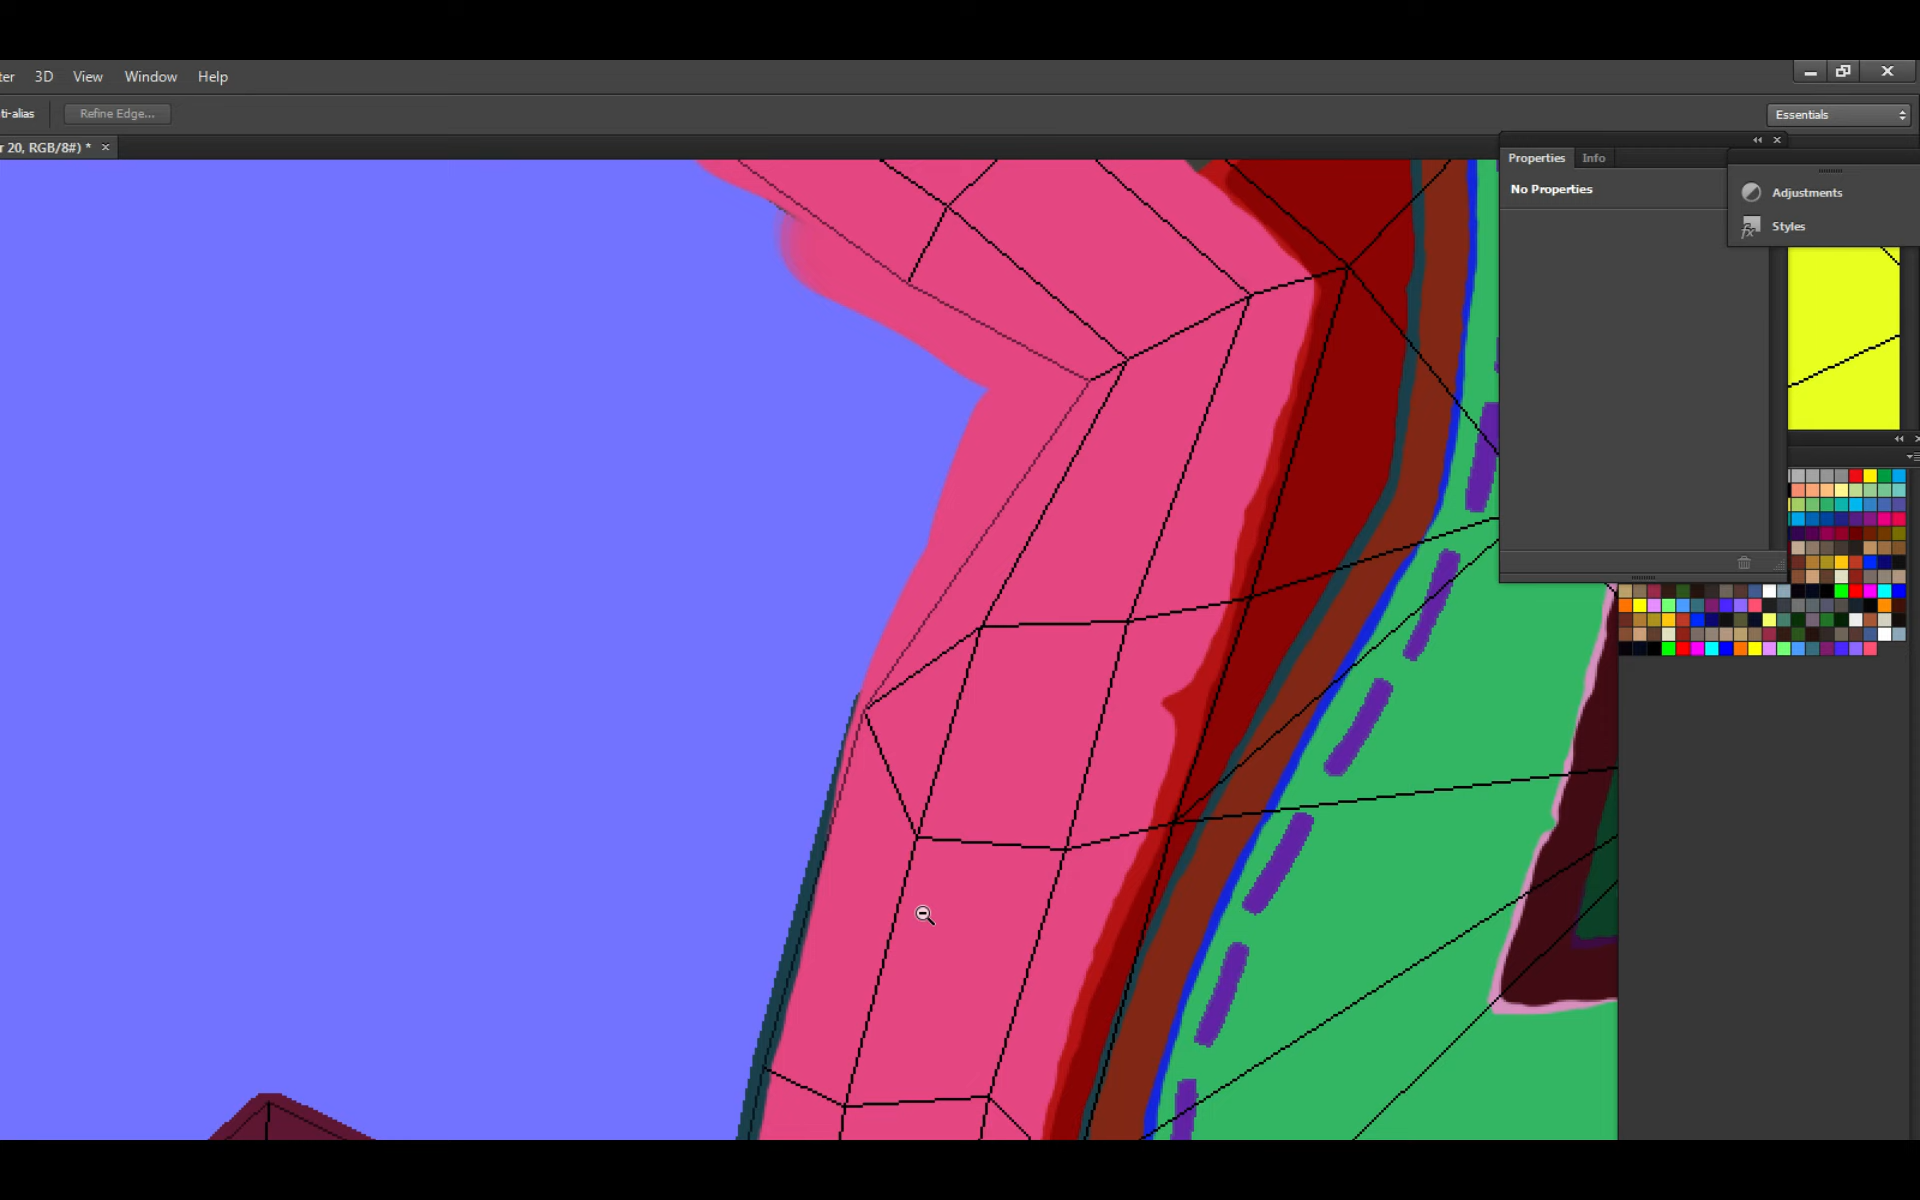 ter 3D View Window Help
ti-alias Refine Edge... Essentials
r 20, RGB/8#) * ×
Properties Info
No Properties
Adjustments
Styles